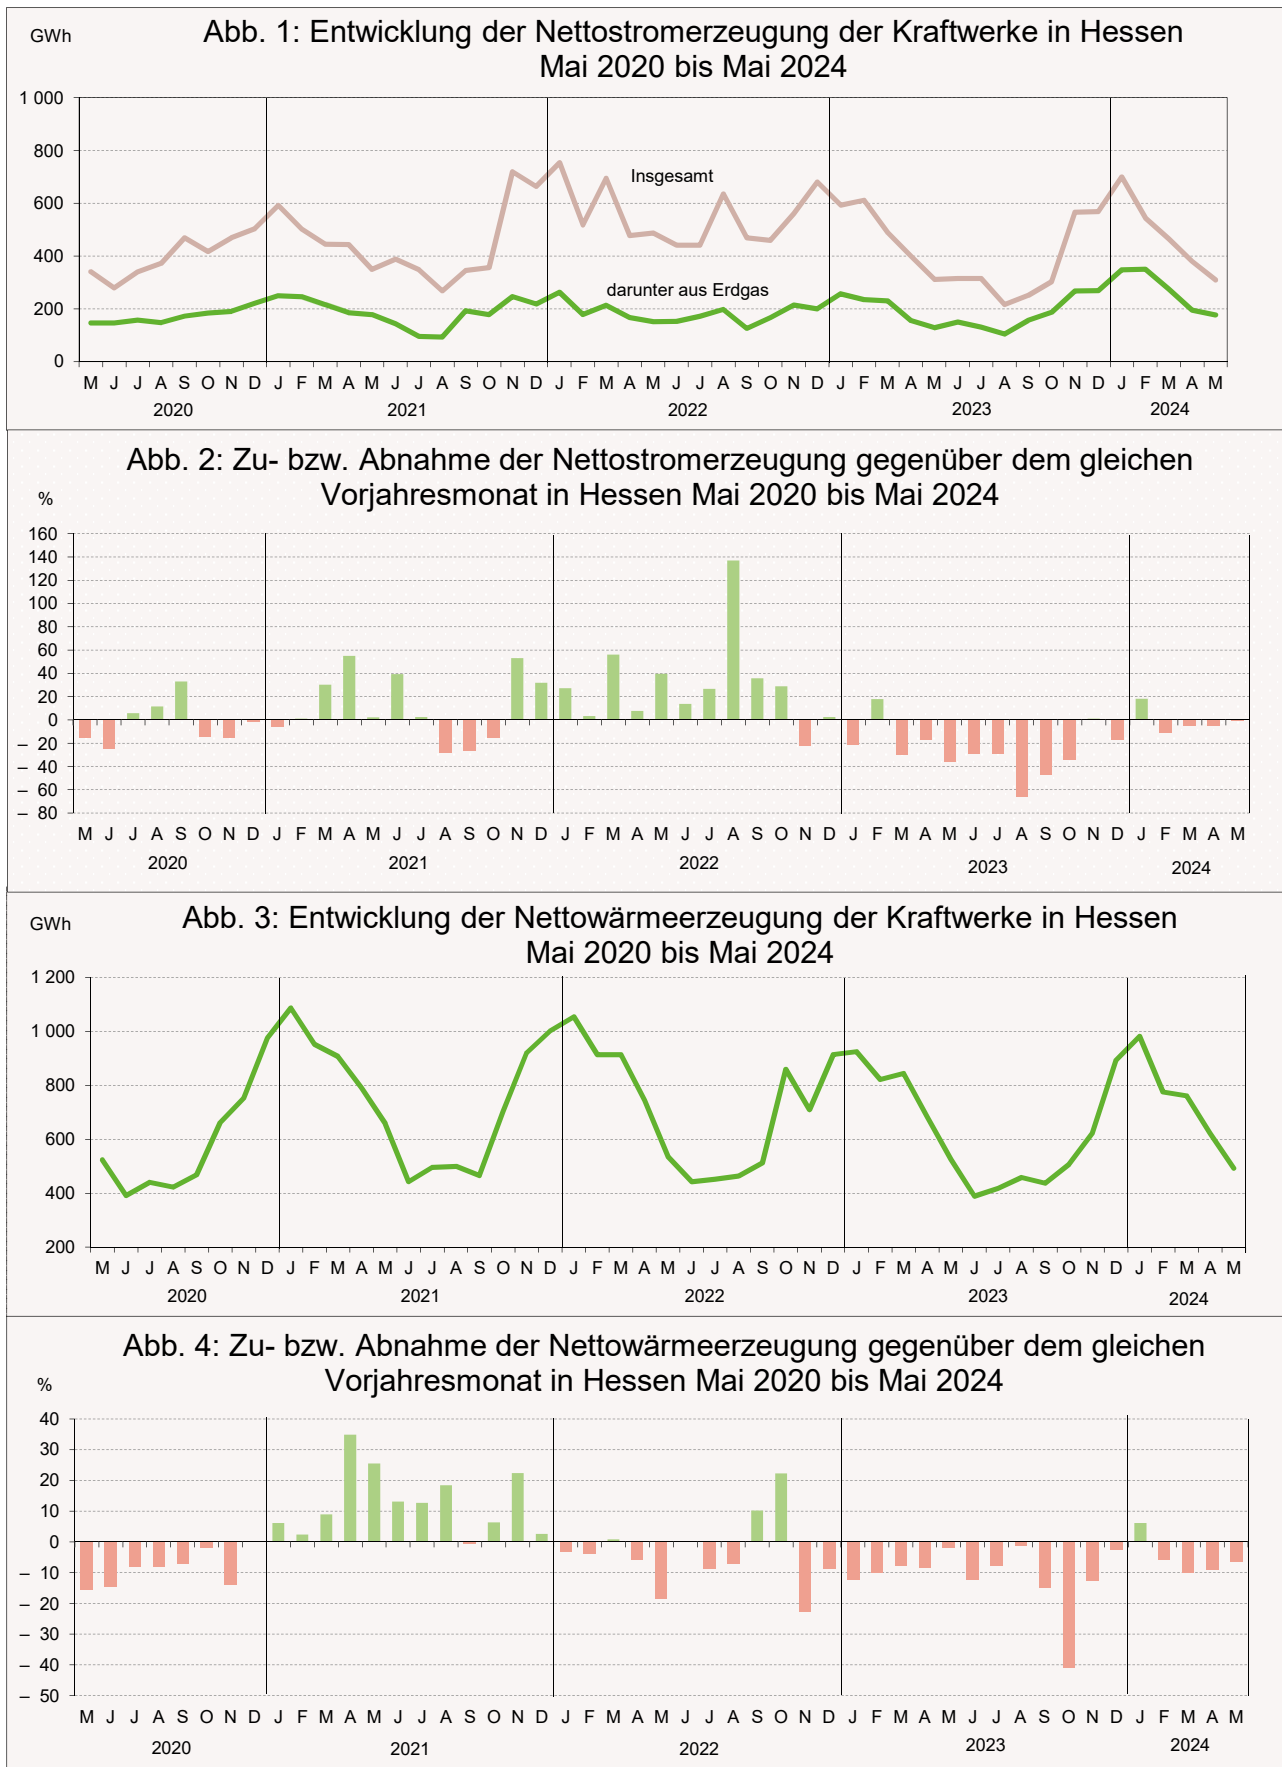 GWh
Abb. 1: Entwicklung der Nettostromerzeugung der Kraftwerke in Hessen
Mai 2020 bis Mai 2024
1 000
800
600
400
200
0
Insgesamt
darunter aus Erdgas
M J J A S O N D J F M A M J J A S O N D J F M A M J J A S O N D J F M A M J J A S O N D J F M A M
2020 2021 2022 2023 2024
Abb. 2: Zu- bzw. Abnahme der Nettostromerzeugung gegenüber dem gleichen
Vorjahresmonat in Hessen Mai 2020 bis Mai 2024
%
160
140
120
100
80
60
40
20
0
– 20
– 40
– 60
– 80
M J J A S O N D J F M A M J J A S O N D J F M A M J J A S O N D J F M A M J J A S O N D J F M A M
2020 2021 2022 2023 2024
GWh
Abb. 3: Entwicklung der Nettowärmeerzeugung der Kraftwerke in Hessen
Mai 2020 bis Mai 2024
1 200
1 000
800
600
400
200
M J J A S O N D J F M A M J J A S O N D J F M A M J J A S O N D J F M A M J J A S O N D J F M A M
2020 2021 2022 2023 2024
Abb. 4: Zu- bzw. Abnahme der Nettowärmeerzeugung gegenüber dem gleichen
Vorjahresmonat in Hessen Mai 2020 bis Mai 2024
%
40
30
20
10
0
– 10
– 20
– 30
– 40
– 50
M J J A S O N D J F M A M J J A S O N D J F M A M J J A S O N D J F M A M J J A S O N D J F M A M
2020 2021 2022 2023 2024